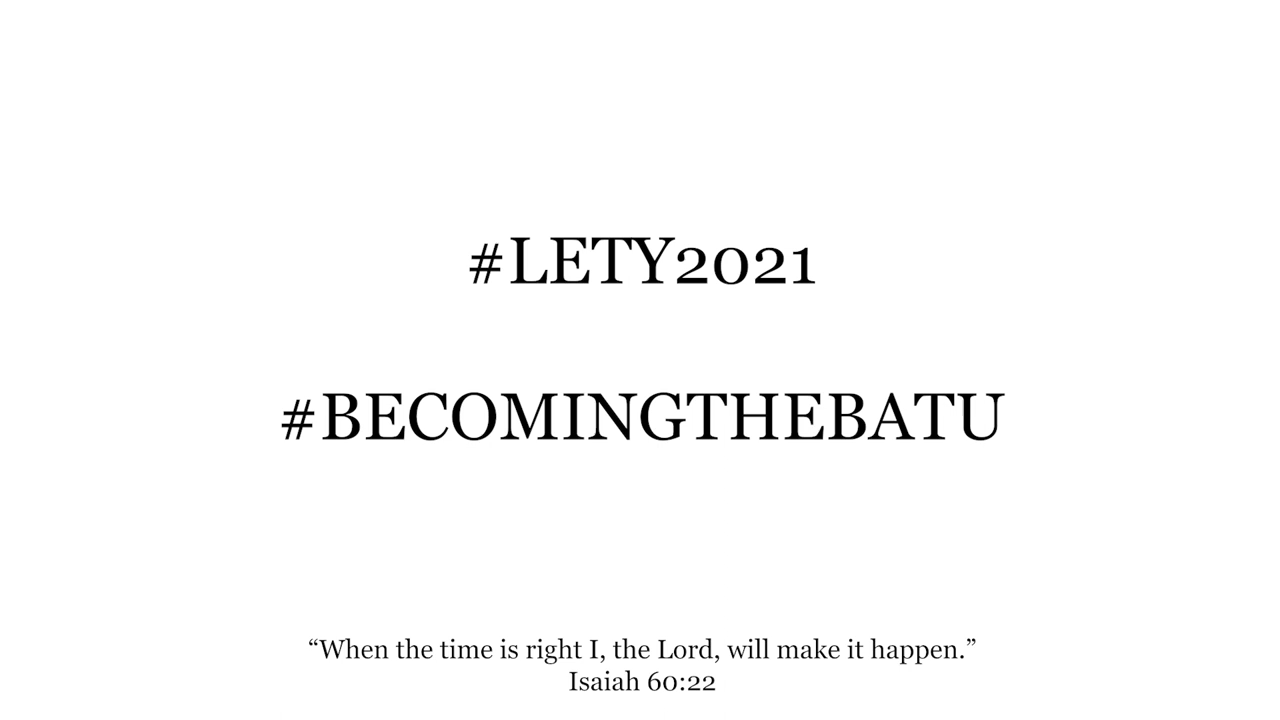 #LETY2021
#BECOMINGTHEBATU
“When the time is right I, the Lord, will make it happen.”
Isaiah 60:22